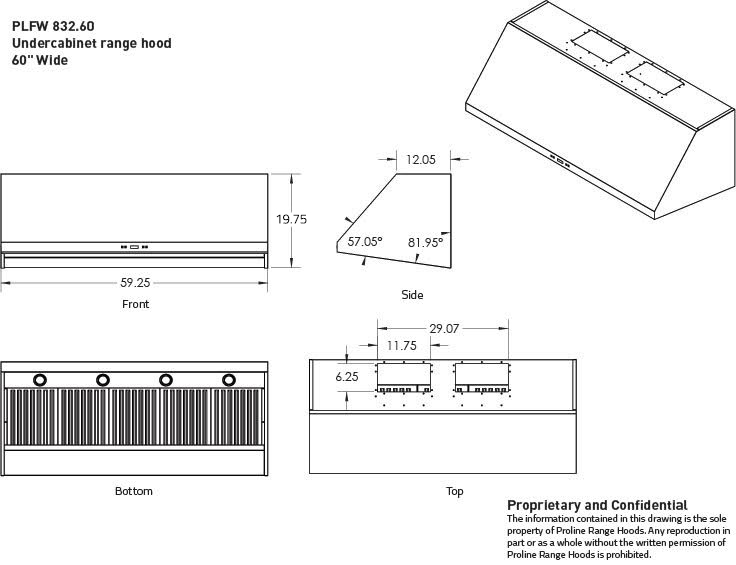 PLFW 832.60
Undercabinet range hood
60" Wide
12.05
19.75
57.05°
81.95°
59.25
Front
Side
29.07
11.75
6.25
Bottom
Top
Proprietary and Confidential
The information contained in this drawing is the sole
property of Proline Range Hoods. Any reproduction in
part or as a whole without the written permission of
Proline Range Hoods is prohibited.